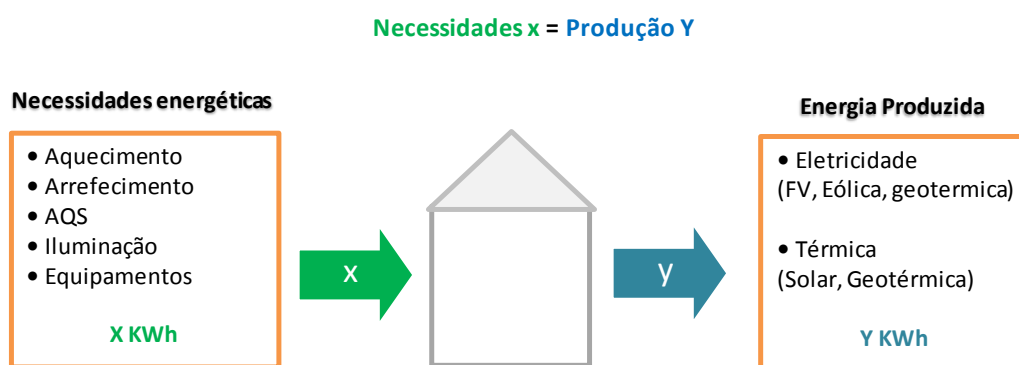 Necessidades x = Produção Y
Necessidades energéticas
• Aquecimento
• Arrefecimento
• AQS
• Iluminação
• Equipamentos
X KWh
x
y
Energia Produzida
• Eletricidade
(FV, Eólica, geotermica)
• Térmica
(Solar, Geotérmica)
Y KWh